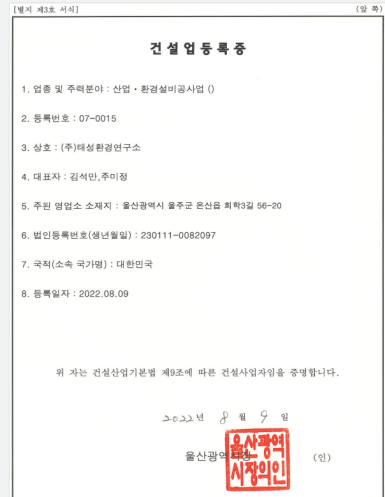 [별지 제3호 서식]
(앞 쪽)
건설업등록증
1. 업종 및 주력분야 : 산업・환경설비공사업 ()
2. 등록번호 : 07-0015
3. 상호 : (주)태성환경연구소
4. 대표자 : 김석만,주미정
5. 주된 영업소 소재지 : 울산광역시 울주군 온산읍 회학3길 56-20
6. 법인등록번호(생년월일) : 230111-0082097
7. 국적(소속 국가명) : 대한민국
8. 등록일자 : 2022.08.09
위 자는 건설산업기본법 제9조에 따른 건설사업자임을 증명합니다.
2022년 8 월 9 일
울산광역시장 (인)
울산광역
시장의인